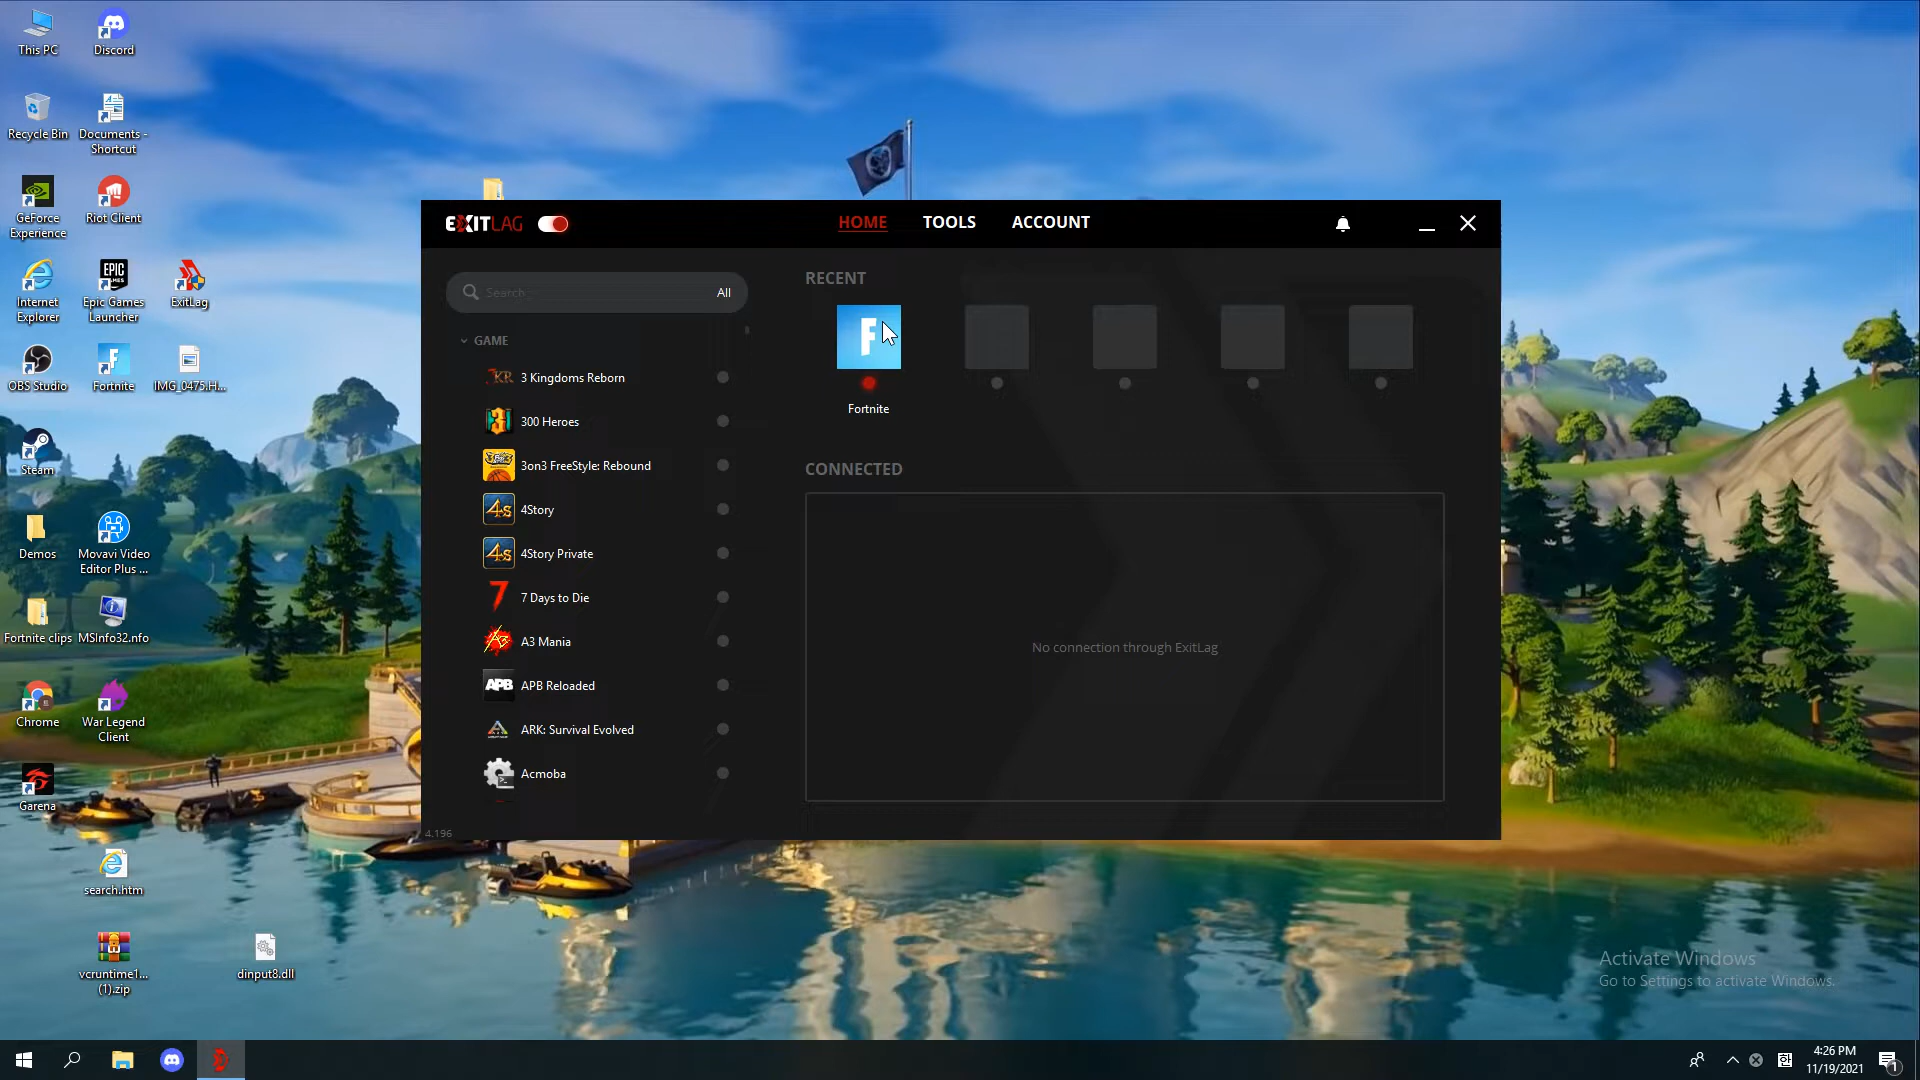 This PC
Discord
Recycle Bin
Documents -
Shortcut
GeForce
Experience
Riot Client
Internet
Explorer
Epic Games
Launcher
ExitLag
OBS Studio
Fortnite
IMG_0475.H...
Steam
Demos
Movavi Video
Editor Plus ...
Fortnite clips
MSInfo32.nfo
Chrome
War Legend
Client
Garena
search.htm
vcruntime1...
(1).zip
dinput8.dll
EXITLAG
HOME
TOOLS
ACCOUNT
Search
All
GAME
3 Kingdoms Reborn
300 Heroes
3on3 FreeStyle: Rebound
4Story
4Story Private
7 Days to Die
A3 Mania
APB Reloaded
ARK: Survival Evolved
Acmoba
4.196
RECENT
Fortnite
CONNECTED
No connection through ExitLag
Activate Windows
Go to Settings to activate Windows.
4:26 PM
11/19/2021
1